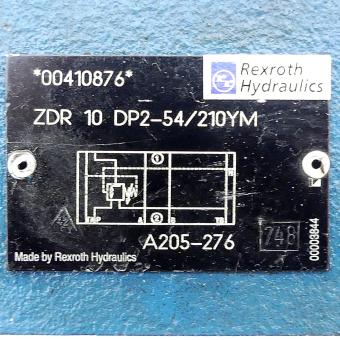 *00410876*
Rexroth
Hydraulics
ZDR 10 DP2-54/210YM
1
2
A205-276
748
00003844
Made by Rexroth Hydraulics